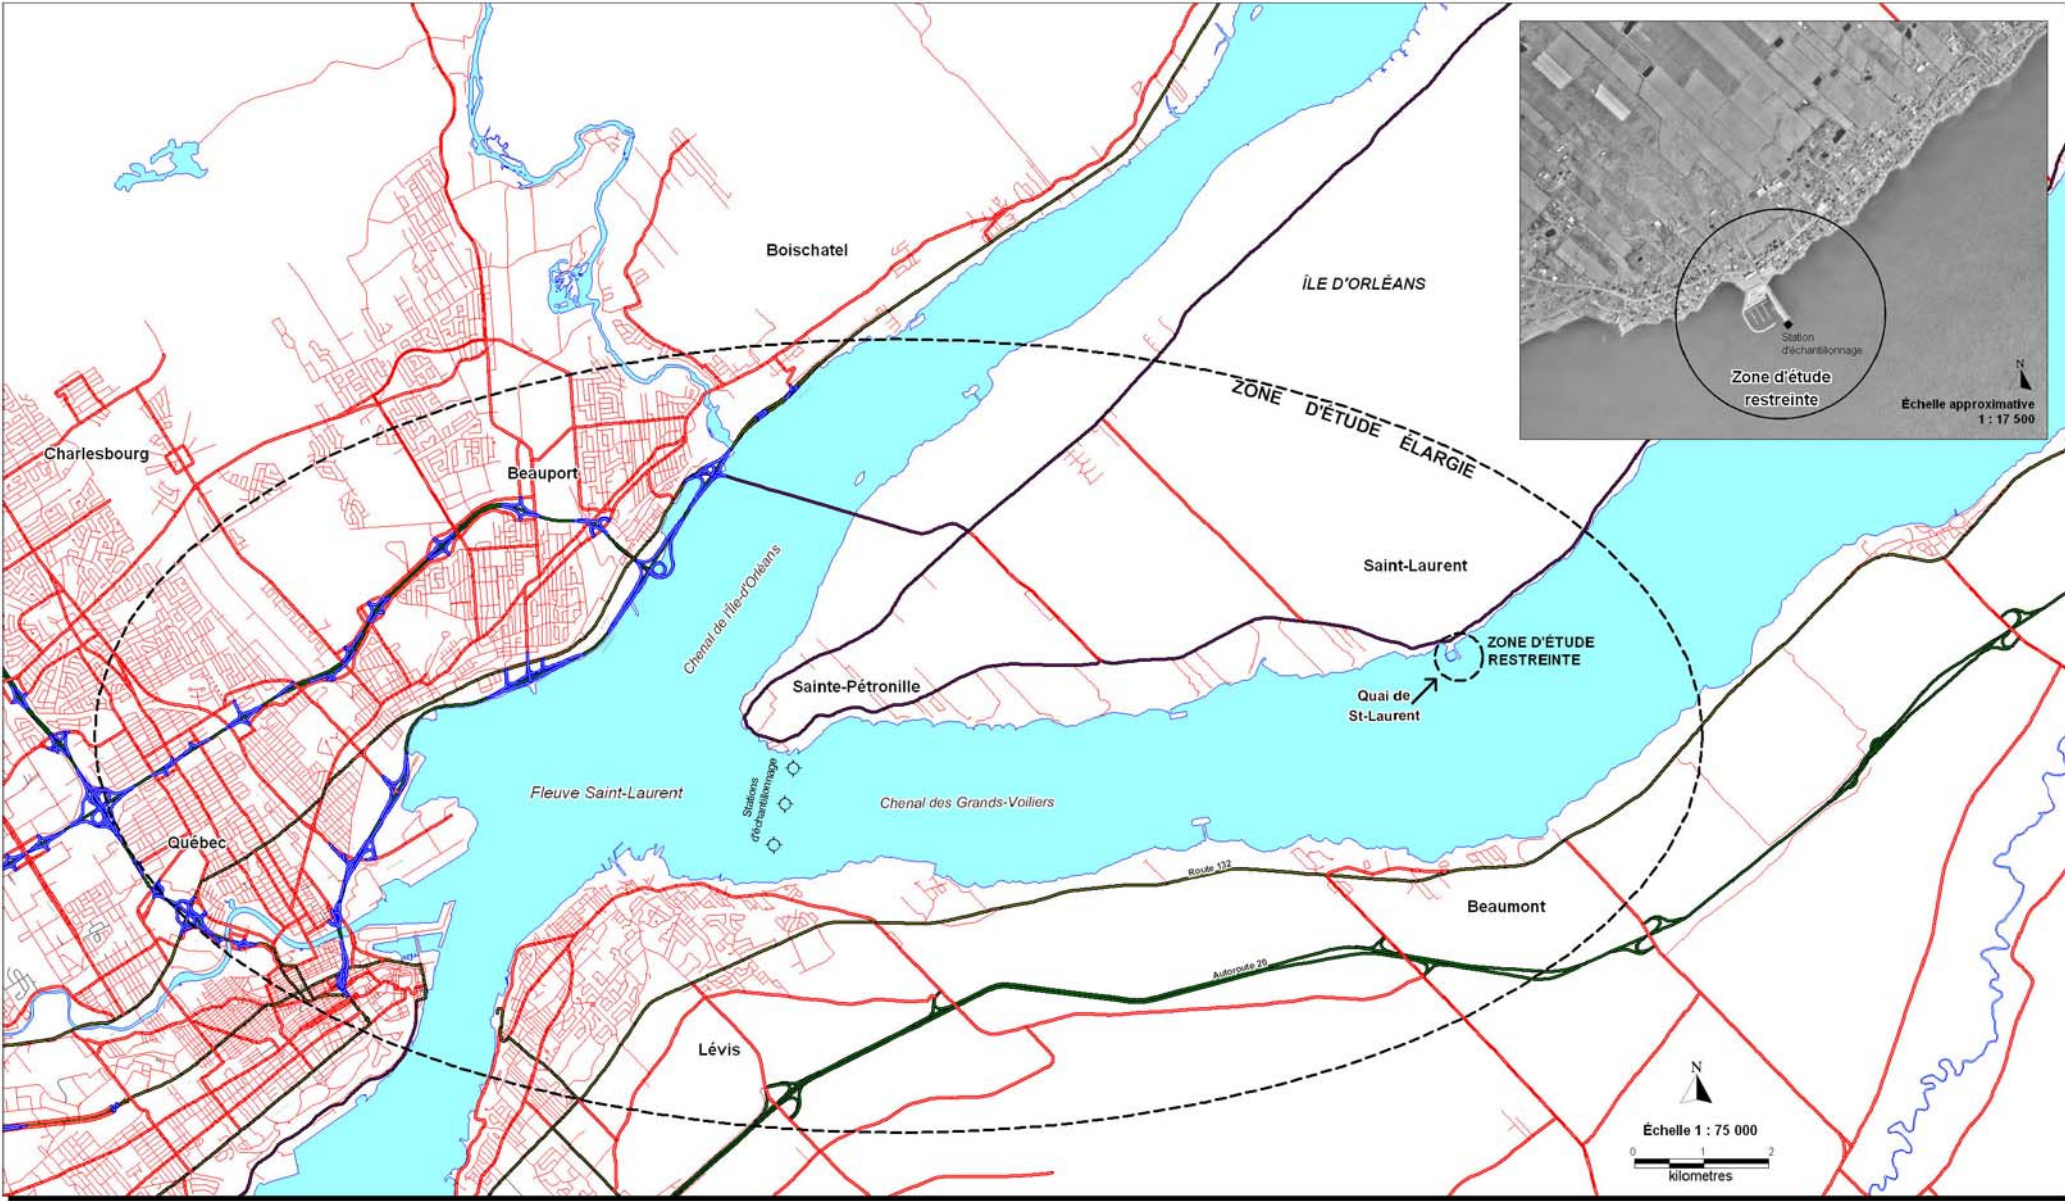 Boischatel
ÎLE D'ORLÉANS
Station
d'échantillonnage
Zone d'étude
restreinte
N
Échelle approximative
1 : 17 500
ZONE D'ÉTUDE ÉLARGIE
Charlesbourg
Beauport
Chenal de l'Île-d'Orléans
Saint-Laurent
ZONE D'ÉTUDE
RESTREINTE
Sainte-Pétronille
Quai de
St-Laurent
Fleuve Saint-Laurent
Stations
d'échantillonnage
Chenal des Grands-Voiliers
Québec
Route 132
Beaumont
Autoroute 20
Lévis
N
Échelle 1 : 75 000
0 1 2
kilometres